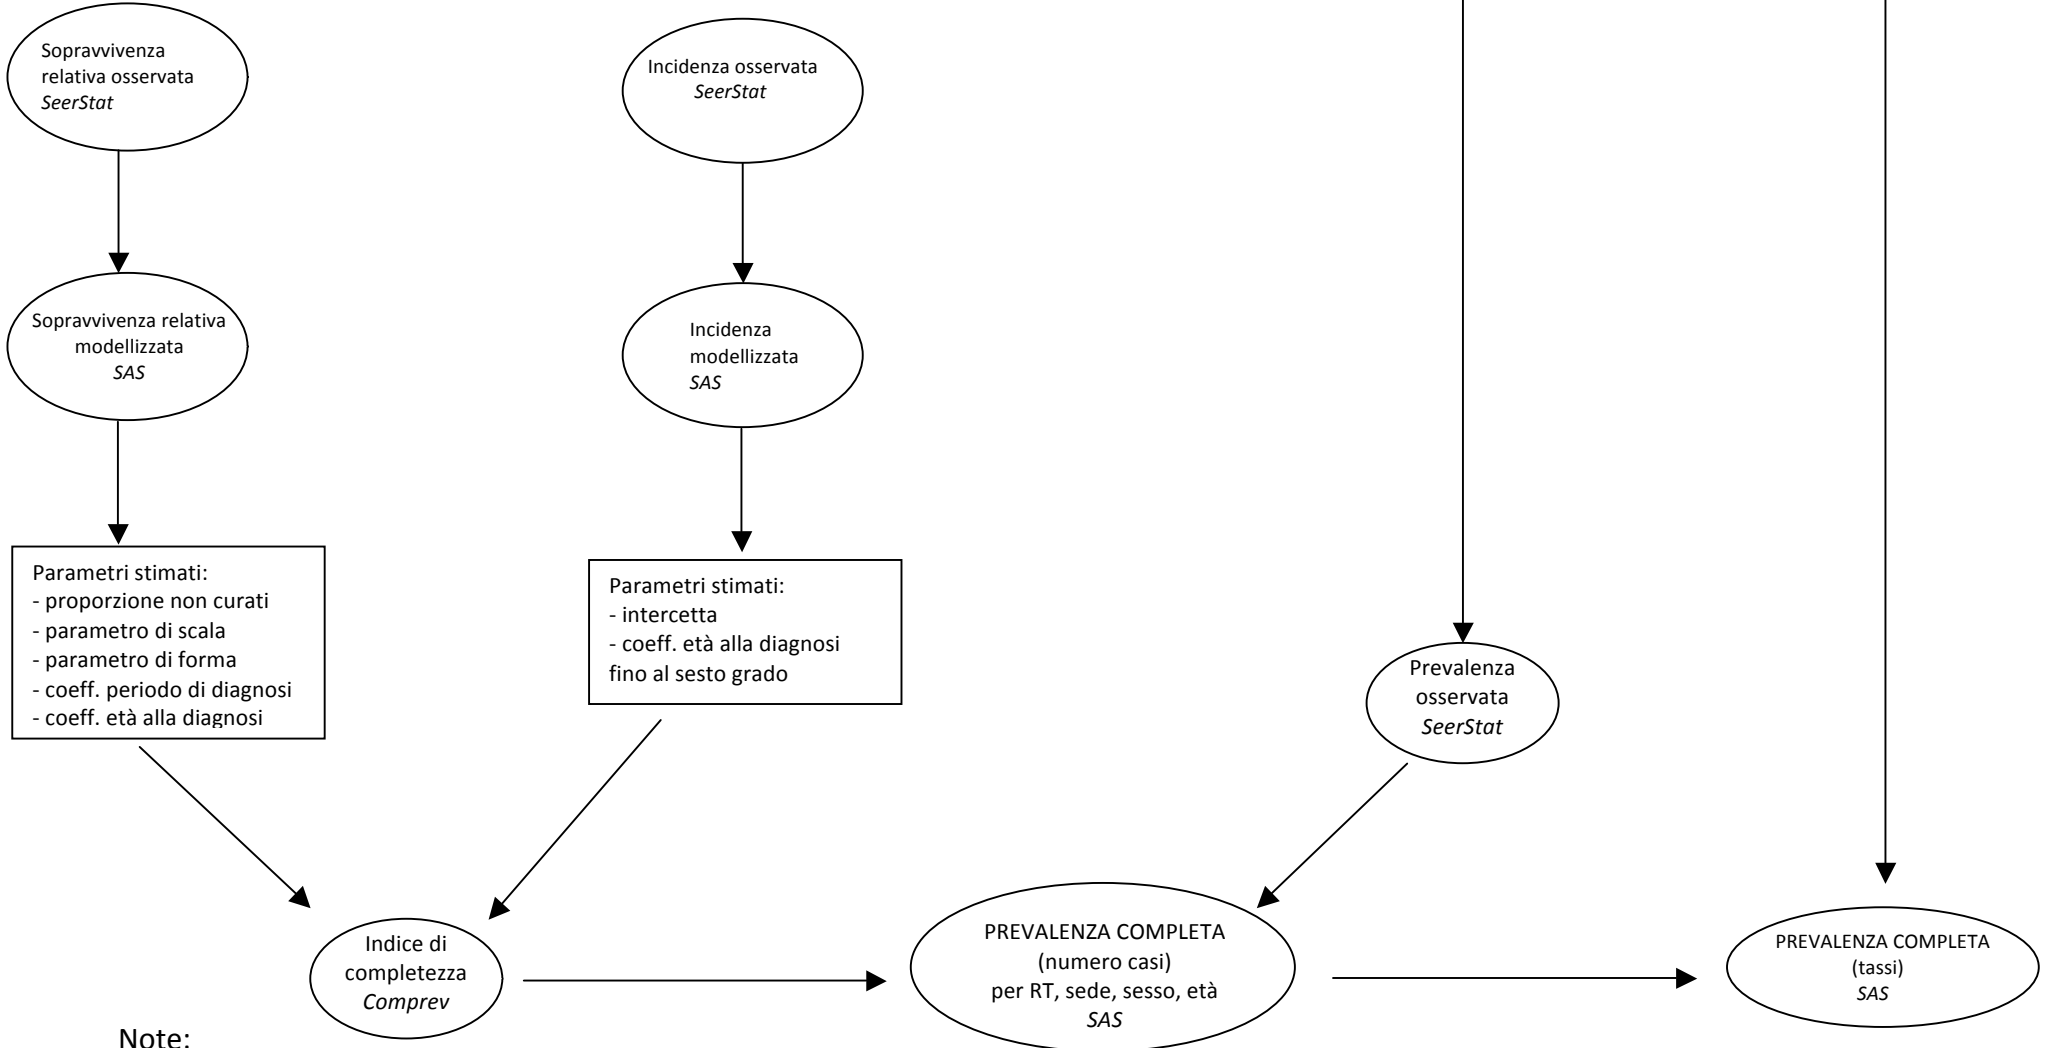 Sopravvivenza
relativa osservata
SeerStat
Incidenza osservata
SeerStat
Sopravvivenza relativa
modellizzata
SAS
Incidenza
modellizzata
SAS
Parametri stimati:
- proporzione non curati
- parametro di scala
- parametro di forma
- coeff. periodo di diagnosi
- coeff. età alla diagnosi
Parametri stimati:
- intercetta
- coeff. età alla diagnosi
fino al sesto grado
Prevalenza
osservata
SeerStat
Indice di
completezza
Comprev
PREVALENZA COMPLETA
(numero casi)
per RT, sede, sesso, età
SAS
PREVALENZA COMPLETA
(tassi)
SAS
Note: